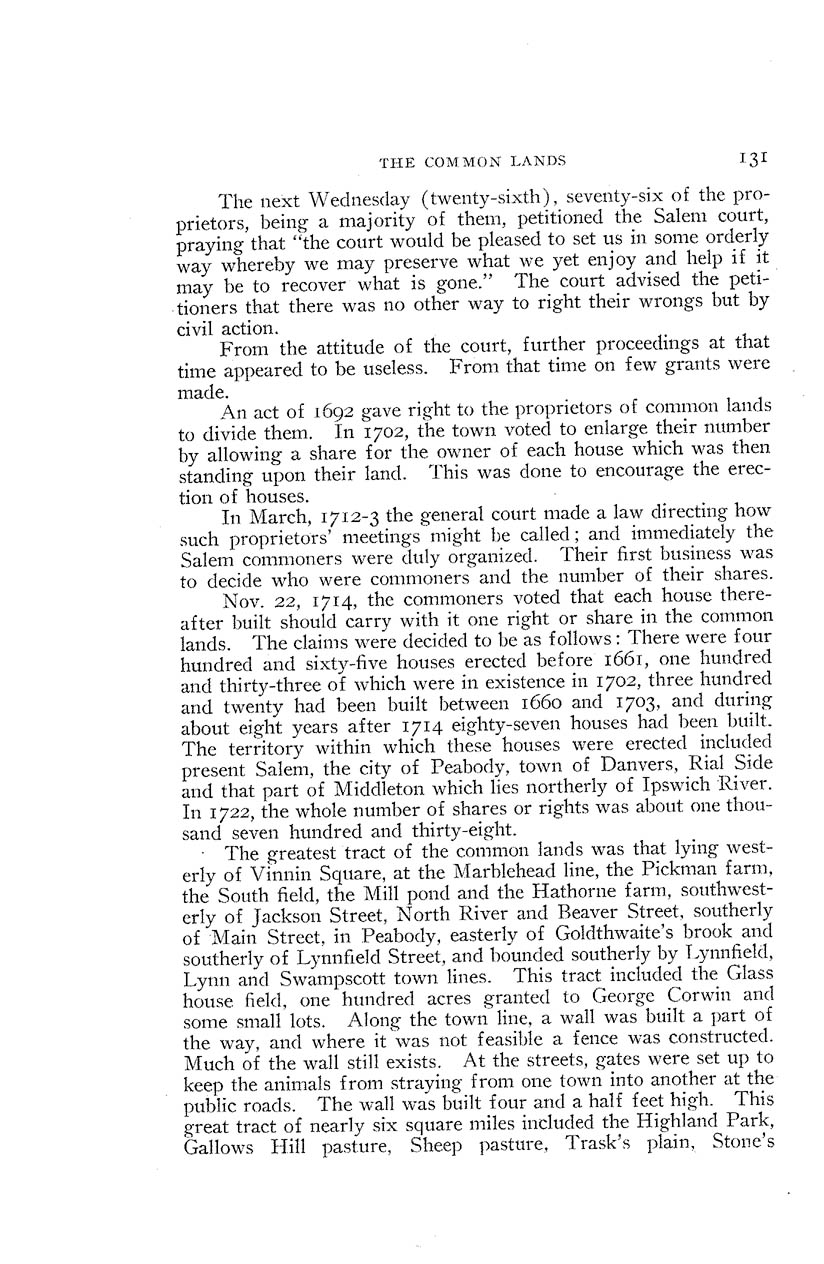 THE COMMON LANDS 131
The next Wednesday (twenty-sixth), seventy-six of the pro-
prietors, being a majority of them, petitioned the Salem court,
praying that "the court would be pleased to set us in some orderly
way whereby we may preserve what we yet enjoy and help if it
may be to recover what is gone." The court advised the peti-
tioners that there was no other way to right their wrongs but by
civil action.
From the attitude of the court, further proceedings at that
time appeared to be useless. From that time on few grants were
made.
An act of 1692 gave right to the proprietors of common lands
to divide them. In 1702, the town voted to enlarge their number
by allowing a share for the owner of each house which was then
standing upon their land. This was done to encourage the erec-
tion of houses.
In March, 1712-3 the general court made a law directing how
such proprietors' meetings might be called; and immediately the
Salem commoners were duly organized. Their first business was
to decide who were commoners and the number of their shares.
Nov. 22, 1714, the commoners voted that each house there-
after built should carry with it one right or share in the common
lands. The claims were decided to be as follows: There were four
hundred and sixty-five houses erected before 1661, one hundred
and thirty-three of which were in existence in 1702, three hundred
and twenty had been built between 1660 and 1703, and during
about eight years after 1714 eighty-seven houses had been built.
The territory within which these houses were erected included
present Salem, the city of Peabody, town of Danvers, Rial Side
and that part of Middleton which lies northerly of Ipswich River.
In 1722, the whole number of shares or rights was about one thou-
sand seven hundred and thirty-eight.
The greatest tract of the common lands was that lying west-
erly of Vinnin Square, at the Marblehead line, the Pickman farm,
the South field, the Mill pond and the Hathorne farm, southwest-
erly of Jackson Street, North River and Beaver Street, southerly
of Main Street, in Peabody, easterly of Goldthwaite's brook and
southerly of Lynnfield Street, and bounded southerly by Lynnfield,
Lynn and Swampscott town lines. This tract included the Glass
house field, one hundred acres granted to George Corwin and
some small lots. Along the town line, a wall was built a part of
the way, and where it was not feasible a fence was constructed.
Much of the wall still exists. At the streets, gates were set up to
keep the animals from straying from one town into another at the
public roads. The wall was built four and a half feet high. This
great tract of nearly six square miles included the Highland Park,
Gallows Hill pasture, Sheep pasture, Trask's plain, Stone's